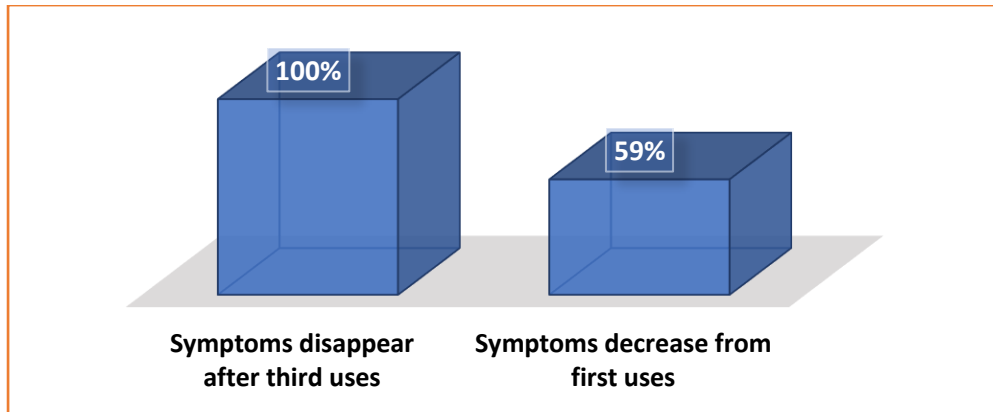 100%
59%
Symptoms disappear
after third uses
Symptoms decrease from
first uses